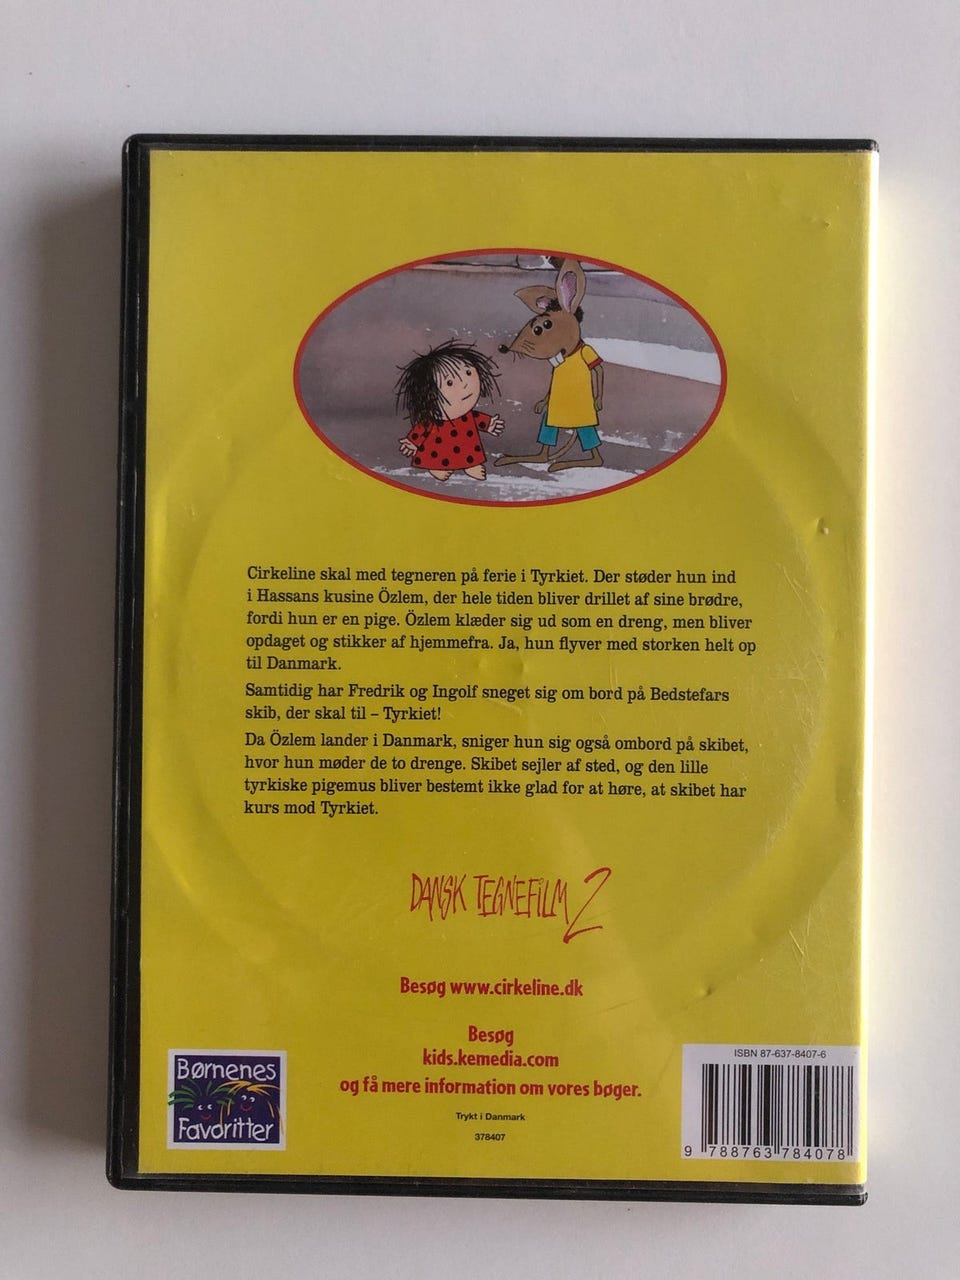 Cirkeline skal med tegneren på ferie i Tyrkiet. Der støder hun ind
i Hassans kusine Özlem, der hele tiden bliver drillet af sine brødre,
fordi hun er en pige. Özlem klæder sig ud som en dreng, men bliver
opdaget og stikker af hjemmefra. Ja, hun flyver med storken helt op
til Danmark.
Samtidig har Fredrik og Ingolf sneget sig om bord på Bedstefars
skib, der skal til – Tyrkiet!
Da Özlem lander i Danmark, sniger hun sig også ombord på skibet,
hvor hun møder de to drenge. Skibet sejler af sted, og den lille
tyrkiske pigemus bliver bestemt ikke glad for at høre, at skibet har
kurs mod Tyrkiet.
DANSK TEGNEFILM 2
Besøg www.cirkeline.dk
Besøg
kids.kemedia.com
og få mere information om vores bøger.
Trykt i Danmark
378407
Børnenes
Favoritter
ISBN 87-637-8407-6
9 788763 784078